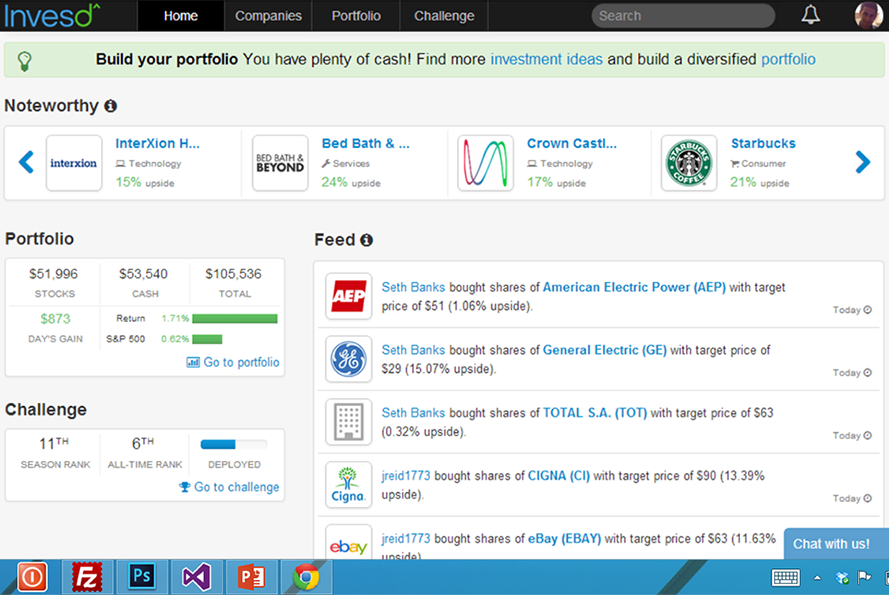 Invesd^
Home
Companies
Portfolio
Challenge
Search
Build your portfolio You have plenty of cash! Find more investment ideas and build a diversified portfolio
Noteworthy
interxion
InterXion H...
Technology
15% upside
BED BATH &
BEYOND
Bed Bath & ...
Services
24% upside
Crown Castl...
Technology
17% upside
STARBUCKS
COFFEE
Starbucks
Consumer
21% upside
Portfolio
$51,996
STOCKS
$53,540
CASH
$105,536
TOTAL
$873
DAY'S GAIN
Return 1.71%
S&P 500 0.62%
Go to portfolio
Challenge
11TH
SEASON RANK
6TH
ALL-TIME RANK
DEPLOYED
Go to challenge
Feed
AEP
Seth Banks bought shares of American Electric Power (AEP) with target
price of $51 (1.06% upside).
Today
GE
Seth Banks bought shares of General Electric (GE) with target price of
$29 (15.07% upside).
Today
Seth Banks bought shares of TOTAL S.A. (TOT) with target price of $63
(0.32% upside).
Today
Cigna.
jreid1773 bought shares of CIGNA (CI) with target price of $90 (13.39%
upside).
Today
ebay
jreid1773 bought shares of eBay (EBAY) with target price of $63 (11.63%
upside).
Chat with us!
Fz
Ps
P